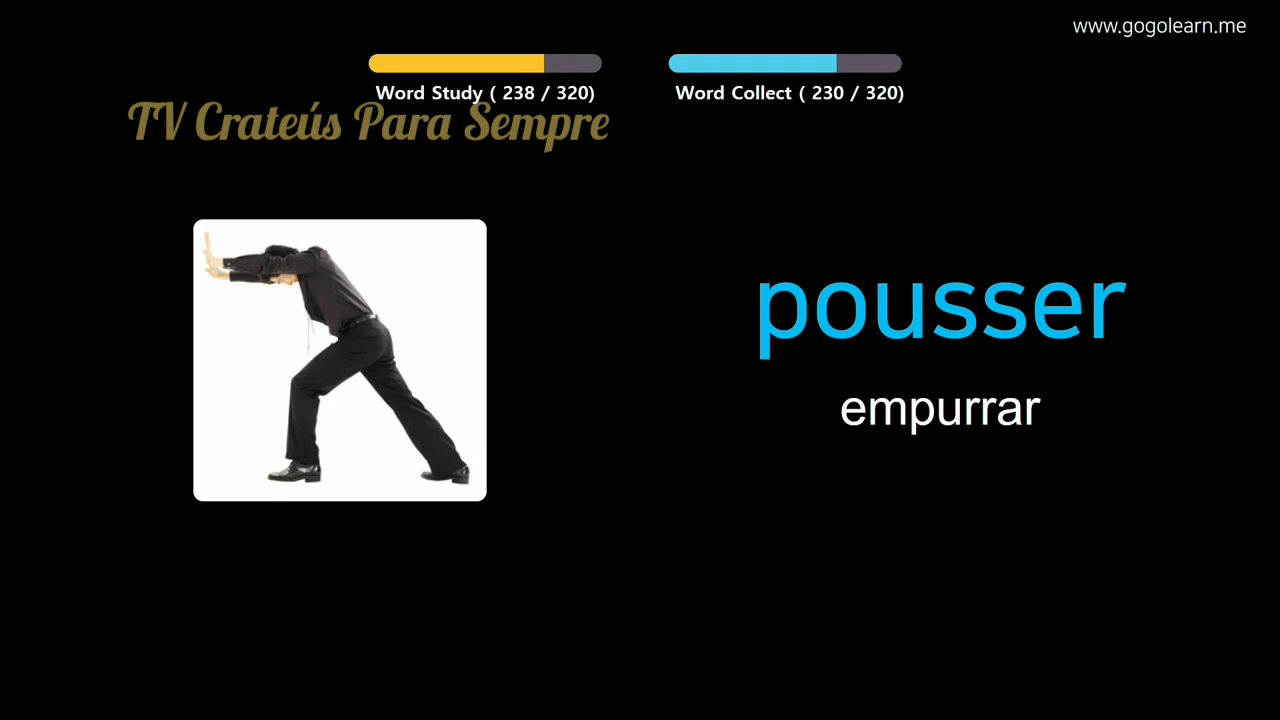 www.gogolearn.me
Word Study ( 238 / 320)
Word Collect ( 230 / 320)
TV Crateús Para Sempre
pousser
empurrar